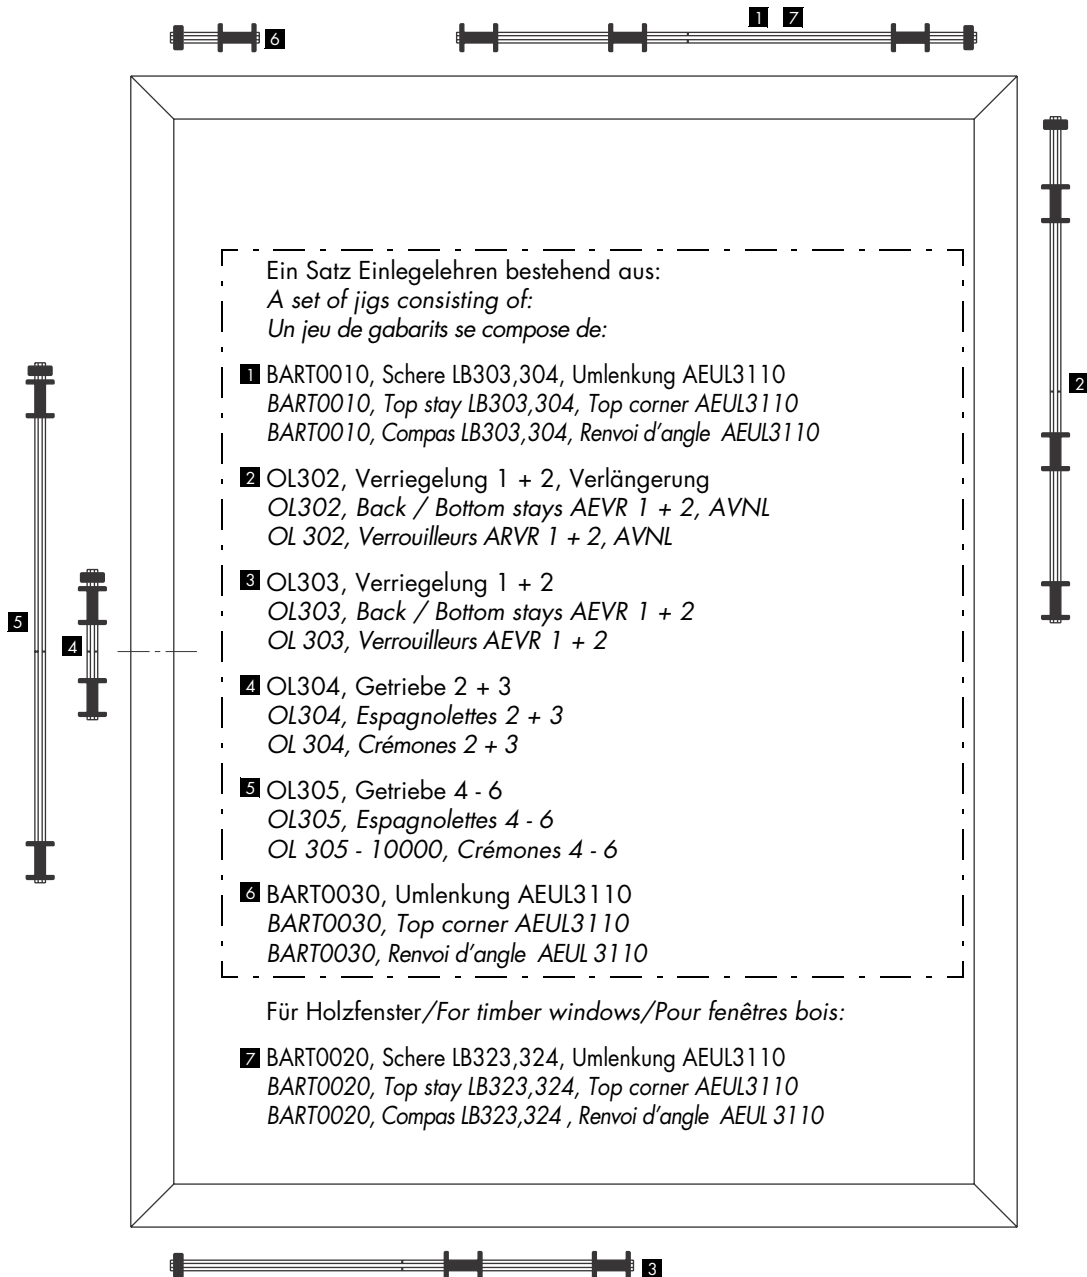 1 7
6
2
5
4
3
Ein Satz Einlegelehren bestehend aus:
A set of jigs consisting of:
Un jeu de gabarits se compose de:
1 BART0010, Schere LB303,304, Umlenkung AEUL3110
BART0010, Top stay LB303,304, Top corner AEUL3110
BART0010, Compas LB303,304, Renvoi d'angle AEUL3110
2 OL302, Verriegelung 1 + 2, Verlängerung
OL302, Back / Bottom stays AEVR 1 + 2, AVNL
OL 302, Verrouilleurs ARVR 1 + 2, AVNL
3 OL303, Verriegelung 1 + 2
OL303, Back / Bottom stays AEVR 1 + 2
OL 303, Verrouilleurs AEVR 1 + 2
4 OL304, Getriebe 2 + 3
OL304, Espagnolettes 2 + 3
OL 304, Crémones 2 + 3
5 OL305, Getriebe 4 - 6
OL305, Espagnolettes 4 - 6
OL 305 - 10000, Crémones 4 - 6
6 BART0030, Umlenkung AEUL3110
BART0030, Top corner AEUL3110
BART0030, Renvoi d'angle AEUL 3110
Für Holzfenster/For timber windows/Pour fenêtres bois:
7 BART0020, Schere LB323,324, Umlenkung AEUL3110
BART0020, Top stay LB323,324, Top corner AEUL3110
BART0020, Compas LB323,324 , Renvoi d'angle AEUL 3110